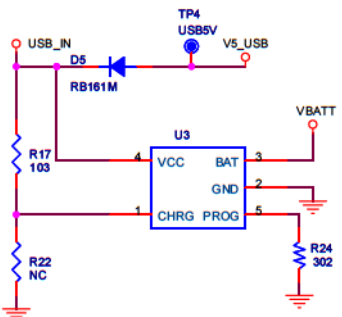 TP4
USB_IN
USB5V
V5_USB
D5
RB161M
VBATT
U3
R17
103
4
VCC
BAT
3
GND
2
1
CHRG
PROG
5
R22
NC
R24
302